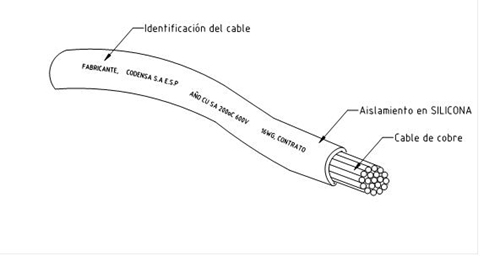 Identificación del cable
FABRICANTE, CODENSA S.A E.S.P
AÑO CU SA 200ºC 600V
16WG, CONTRATO
Aislamiento en SILICONA
Cable de cobre